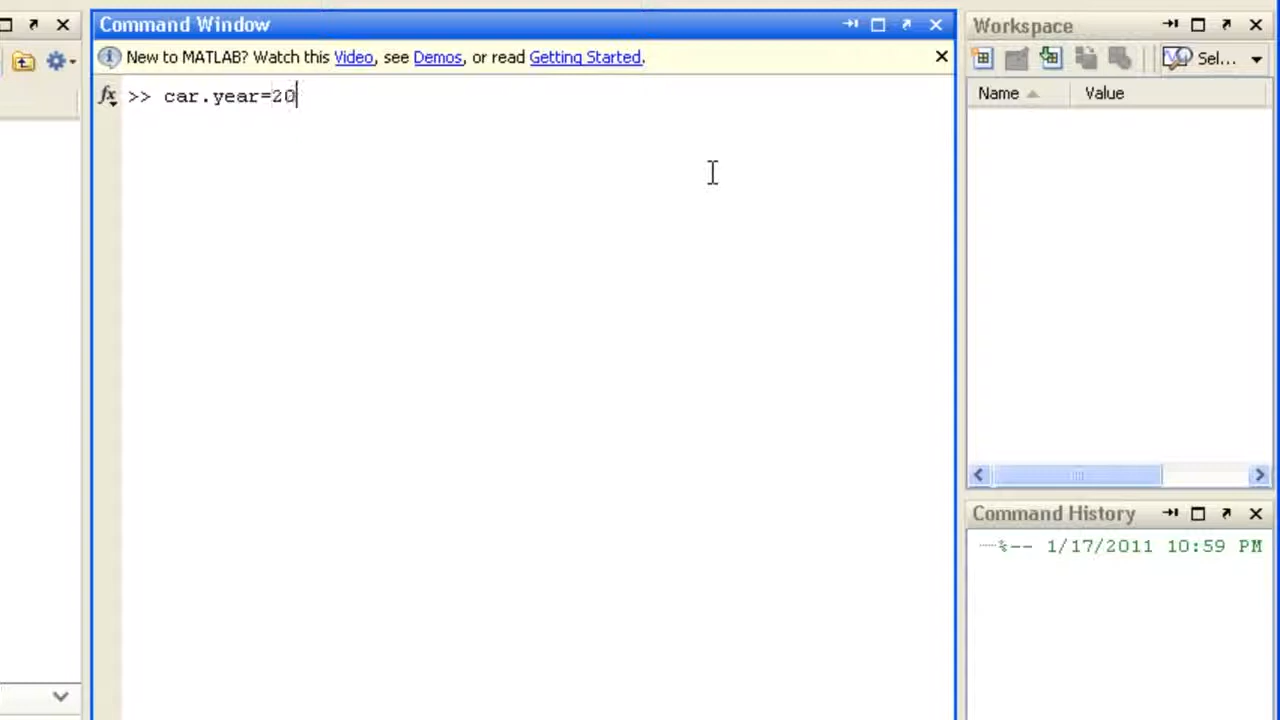 Command Window
New to MATLAB? Watch this Video, see Demos, or read Getting Started.
fx >> car.year=20
Workspace
Sel...
Name Value
Command History
%-- 1/17/2011 10:59 PM